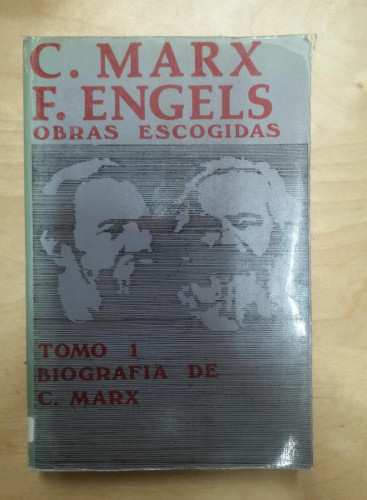 C. MARX
F. ENGELS
OBRAS ESCOGIDAS
TOMO 1
BIOGRAFIA DE
C. MARX